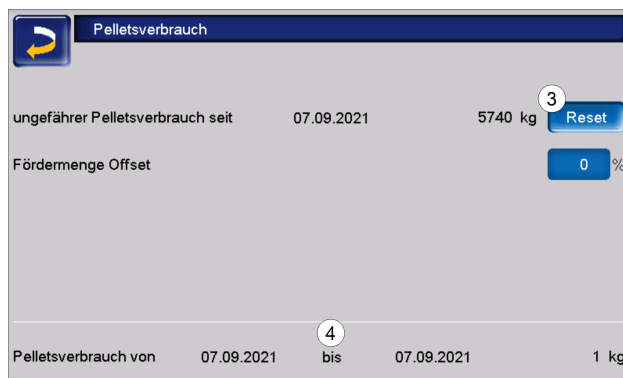 Pelletsverbrauch
3
ungefährer Pelletsverbrauch seit 07.09.2021 5740 kg Reset
Fördermenge Offset 0 %
4
Pelletsverbrauch von 07.09.2021 bis 07.09.2021 1 kg